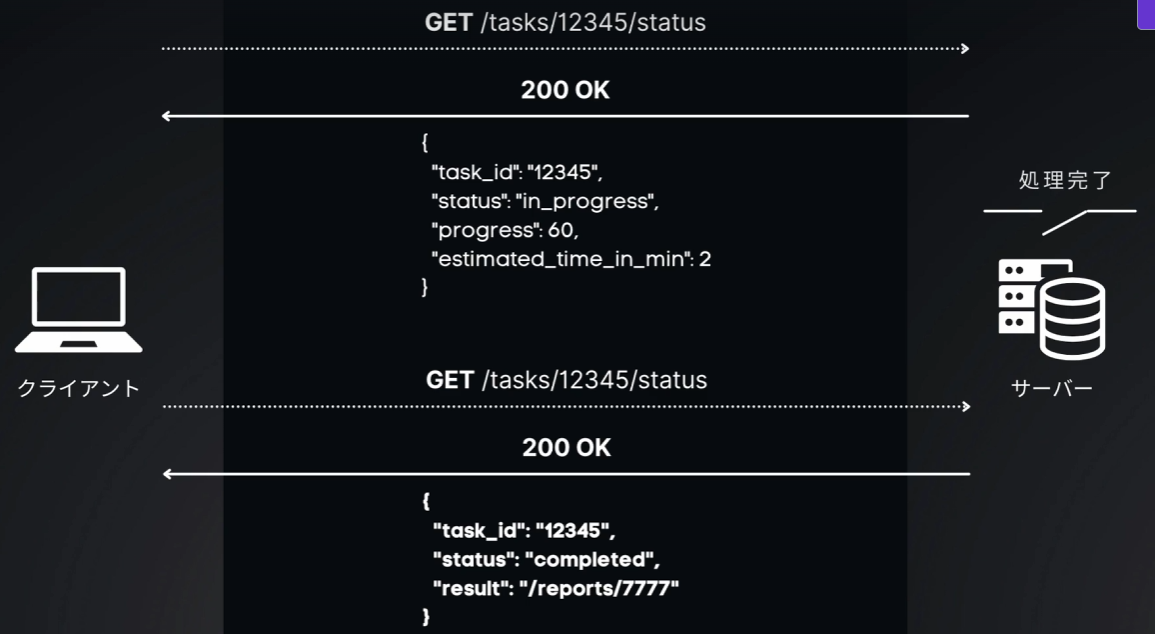 GET /tasks/12345/status
200 OK
{
"task_id": "12345",
"status": "in_progress",
"progress": 60,
"estimated_time_in_min": 2
}
処理完了
クライアント
サーバー
GET /tasks/12345/status
200 OK
{
"task_id": "12345",
"status": "completed",
"result": "/reports/7777"
}